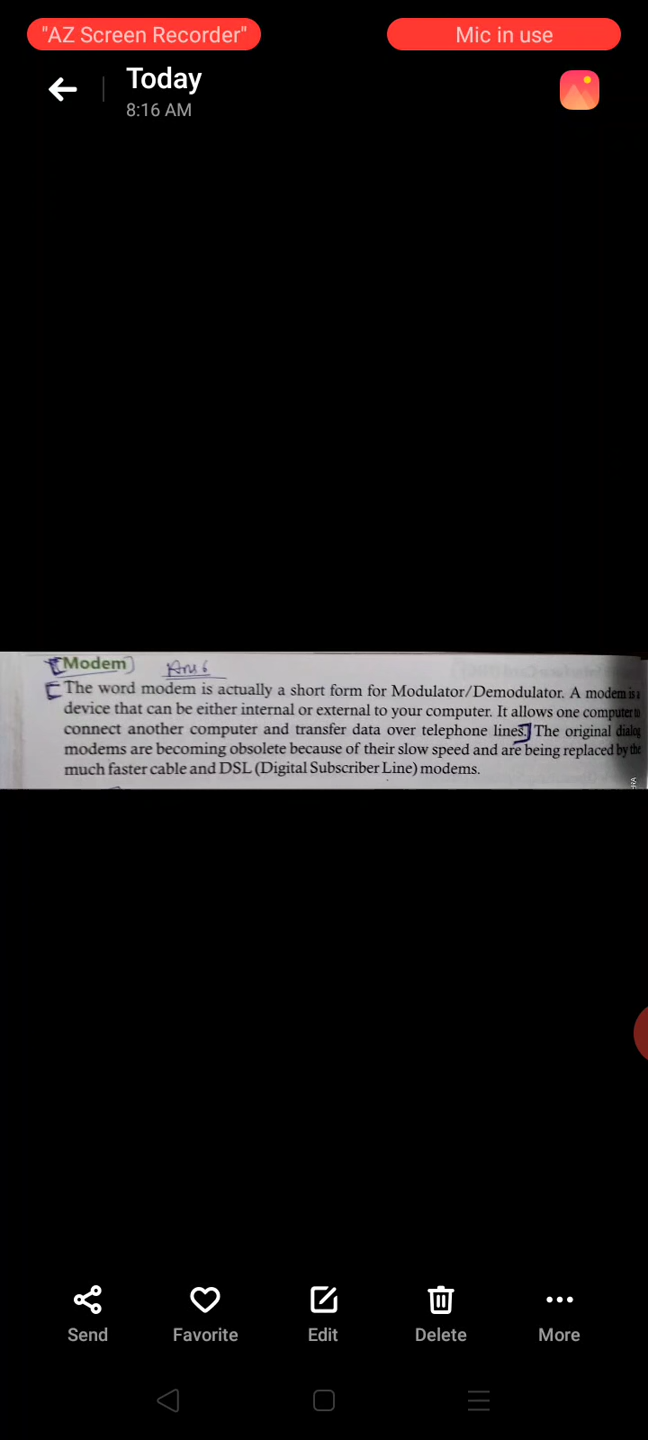 "AZ Screen Recorder" Mic in use
Today
8:16 AM
[Modem] Ans 6
[The word modem is actually a short form for Modulator/Demodulator. A modem is a
device that can be either internal or external to your computer. It allows one computer to
connect another computer and transfer data over telephone lines.] The original dialog
modems are becoming obsolete because of their slow speed and are being replaced by the
much faster cable and DSL (Digital Subscriber Line) modems.
Send Favorite Edit Delete More